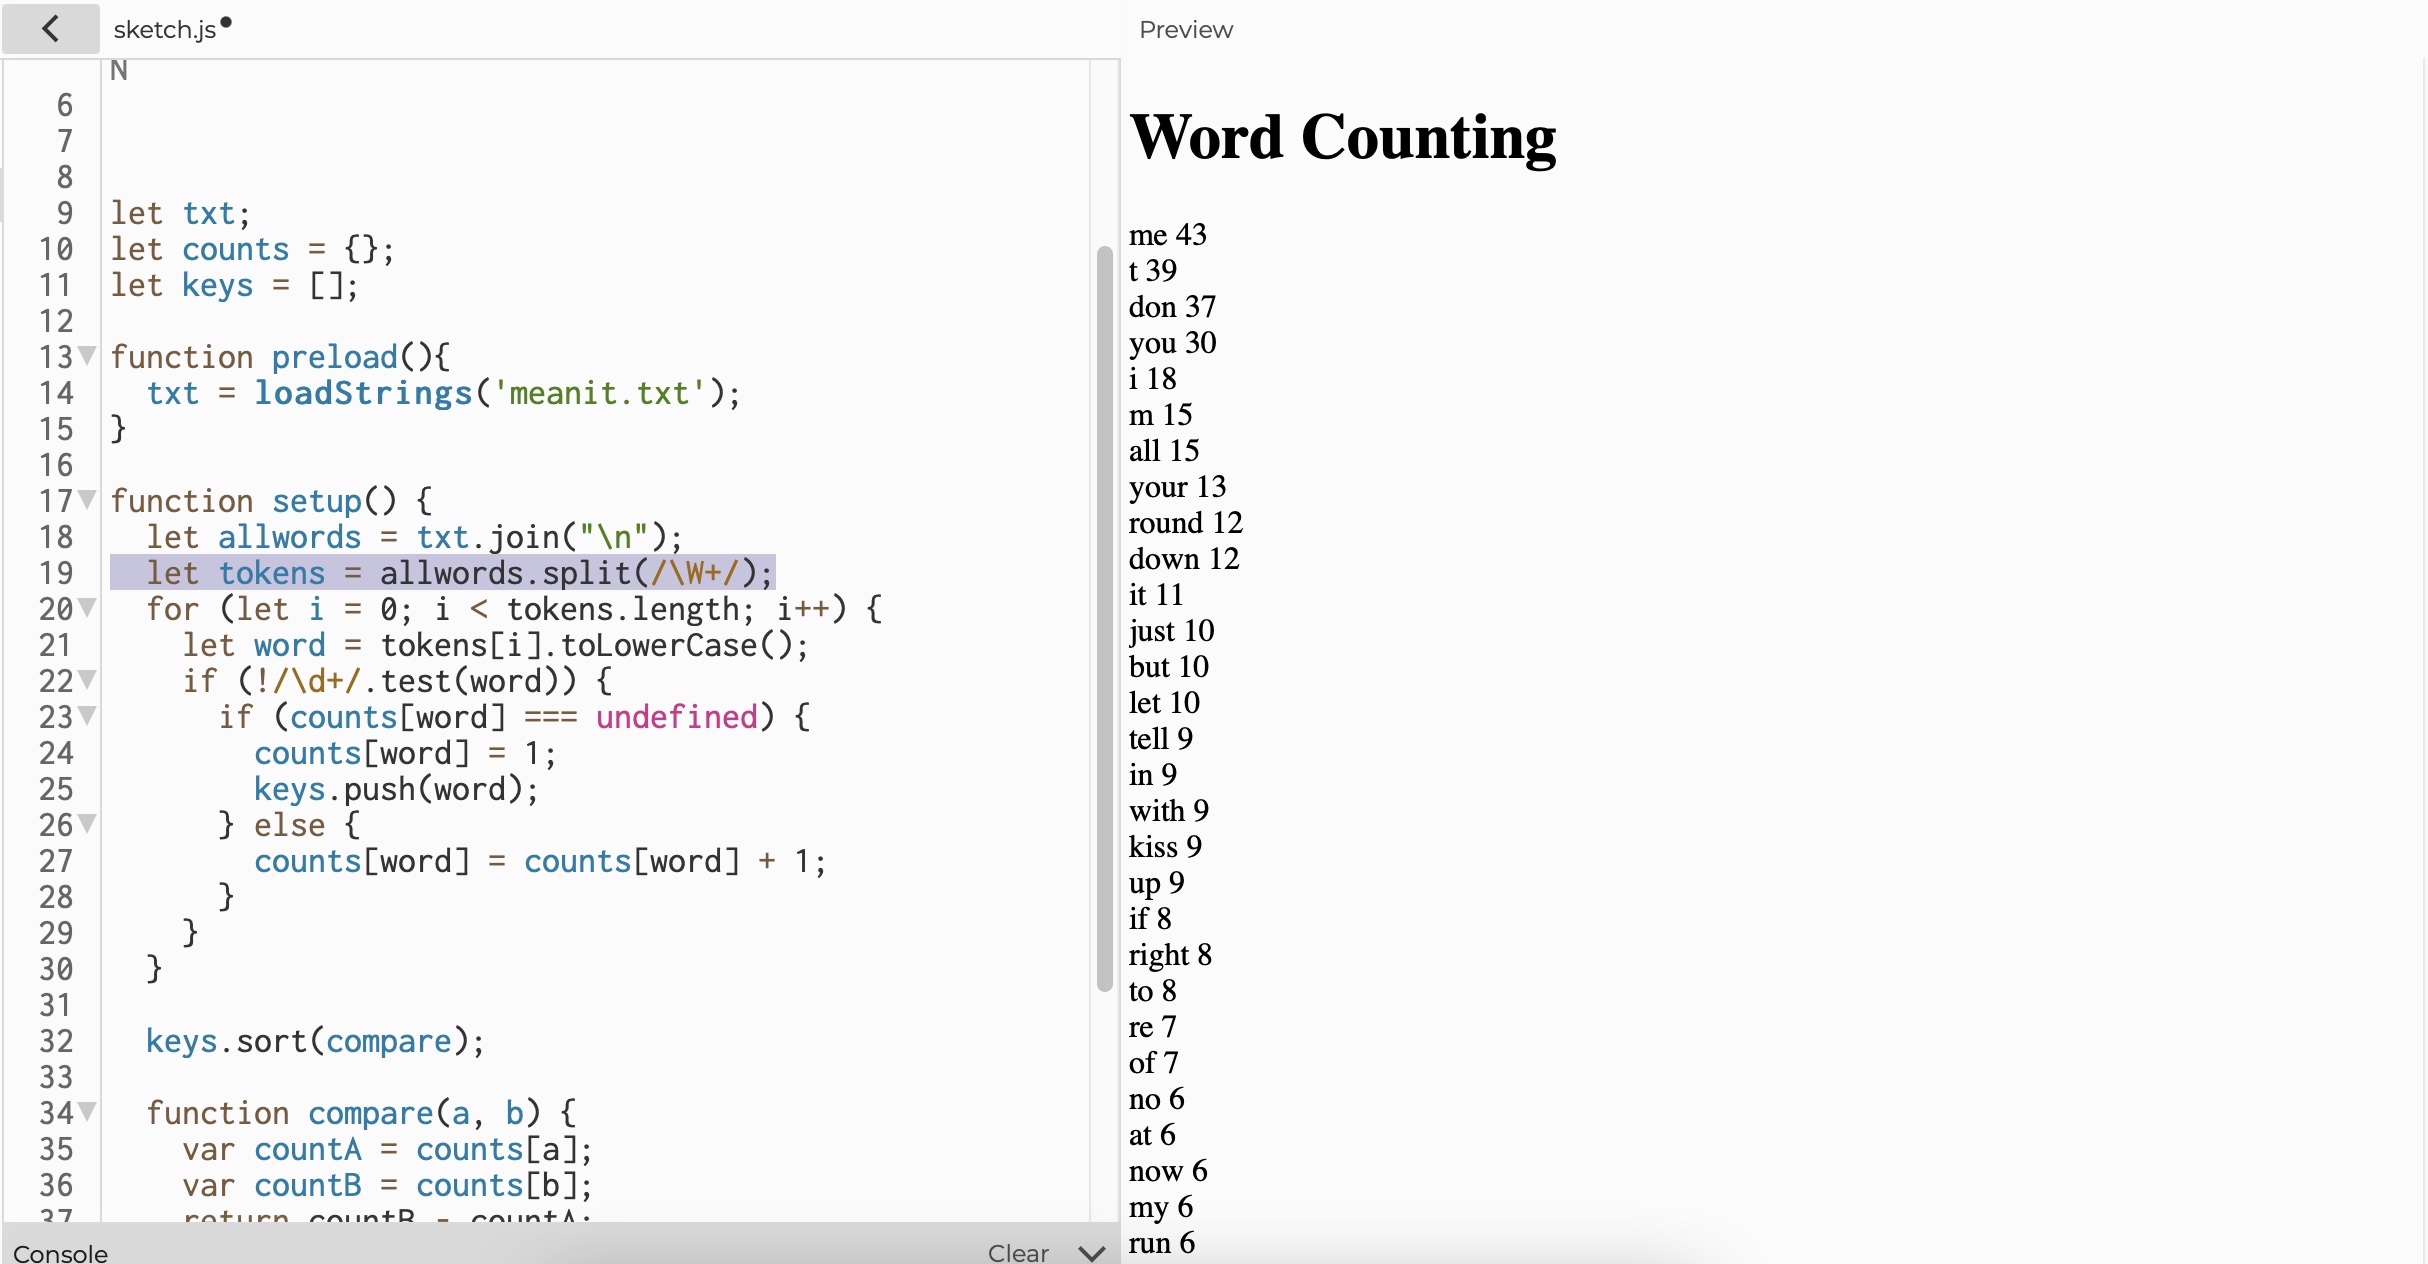 sketch.js
Preview
N
6
7
8
9 let txt;
10 let counts = {};
11 let keys = [];
12
13 function preload(){
14 txt = loadStrings('meanit.txt');
15 }
16
17 function setup() {
18 let allwords = txt.join("\n");
19 let tokens = allwords.split(/\W+/);
20 for (let i = 0; i < tokens.length; i++) {
21 let word = tokens[i].toLowerCase();
22 if (!/\d+/.test(word)) {
23 if (counts[word] === undefined) {
24 counts[word] = 1;
25 keys.push(word);
26 } else {
27 counts[word] = counts[word] + 1;
28 }
29 }
30 }
31
32 keys.sort(compare);
33
34 function compare(a, b) {
35 var countA = counts[a];
36 var countB = counts[b];
37 return countB - countA;
Console
Clear
Word Counting
me 43
t 39
don 37
you 30
i 18
m 15
all 15
your 13
round 12
down 12
it 11
just 10
but 10
let 10
tell 9
in 9
with 9
kiss 9
up 9
if 8
right 8
to 8
re 7
of 7
no 6
at 6
now 6
my 6
run 6